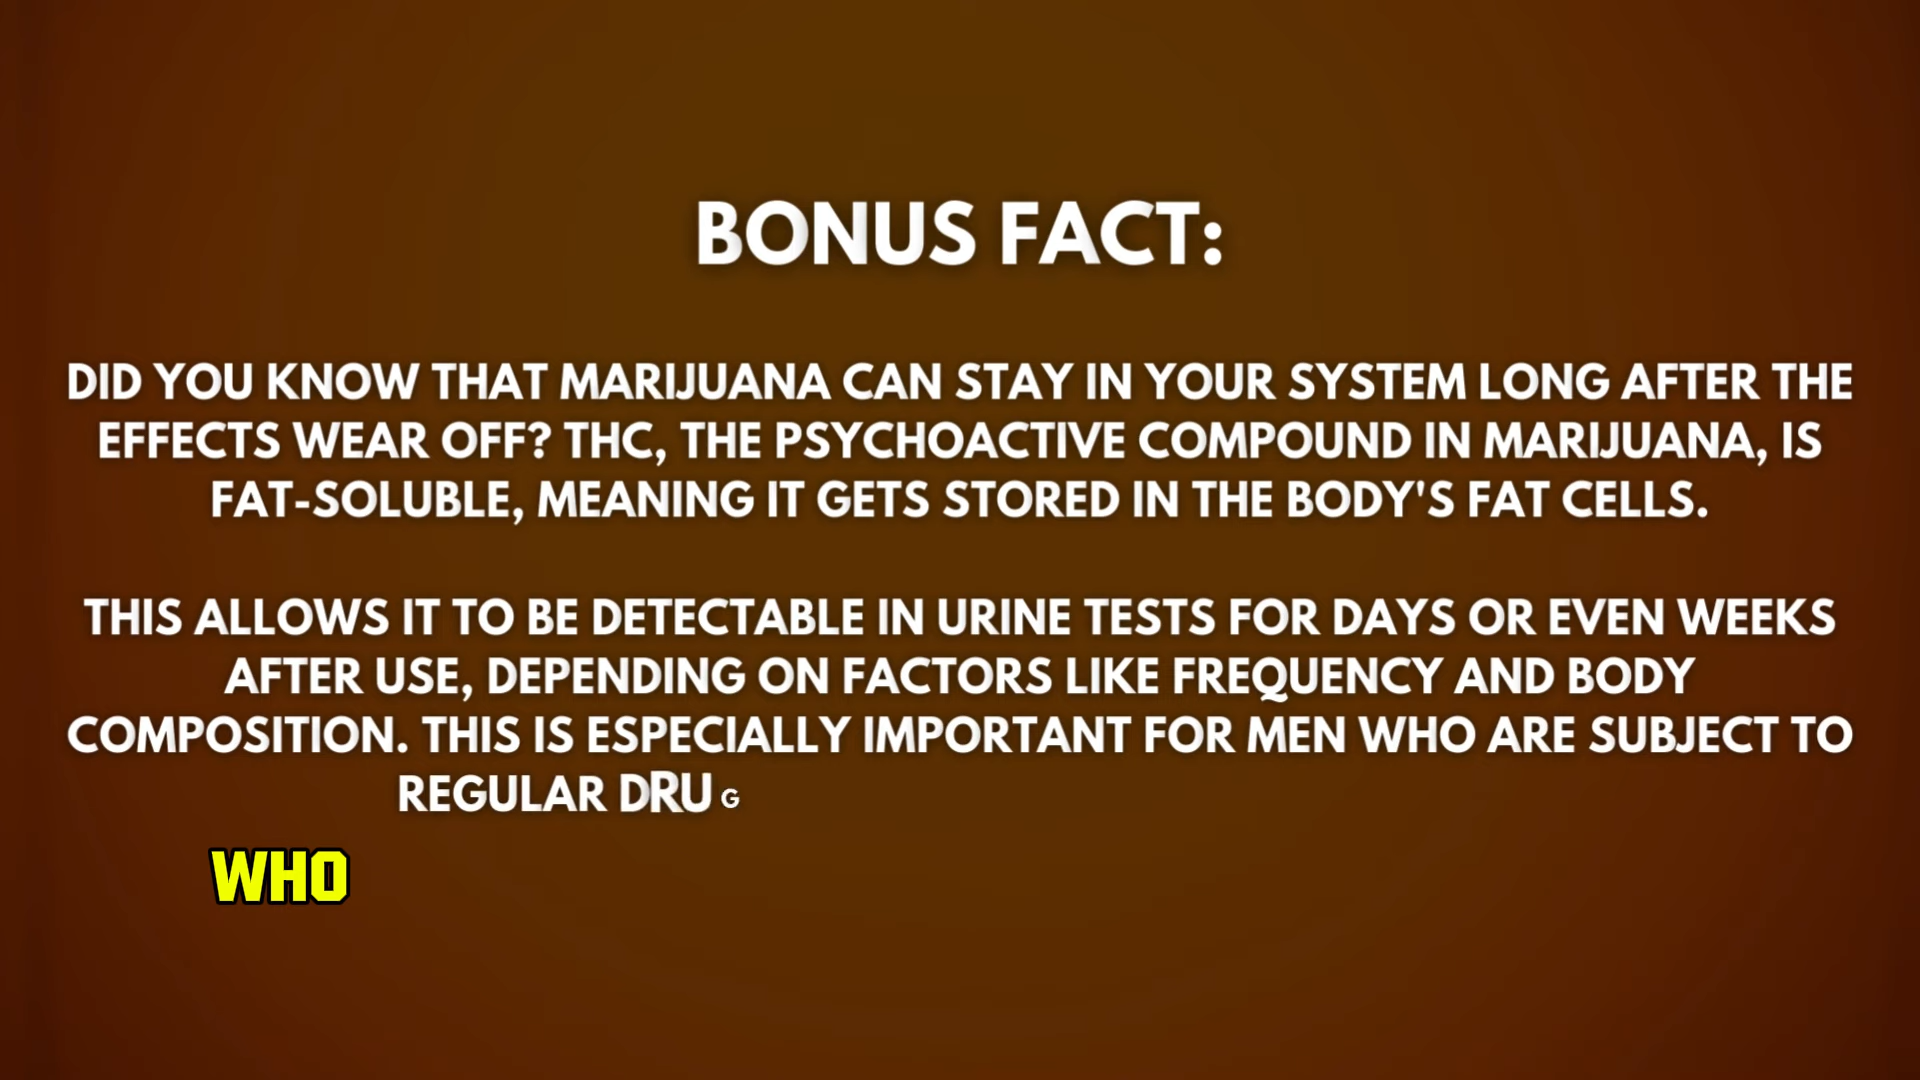 BONUS FACT:
DID YOU KNOW THAT MARIJUANA CAN STAY IN YOUR SYSTEM LONG AFTER THE
EFFECTS WEAR OFF? THC, THE PSYCHOACTIVE COMPOUND IN MARIJUANA, IS
FAT-SOLUBLE, MEANING IT GETS STORED IN THE BODY'S FAT CELLS.
THIS ALLOWS IT TO BE DETECTABLE IN URINE TESTS FOR DAYS OR EVEN WEEKS
AFTER USE, DEPENDING ON FACTORS LIKE FREQUENCY AND BODY
COMPOSITION. THIS IS ESPECIALLY IMPORTANT FOR MEN WHO ARE SUBJECT TO
REGULAR DRUG
WHO